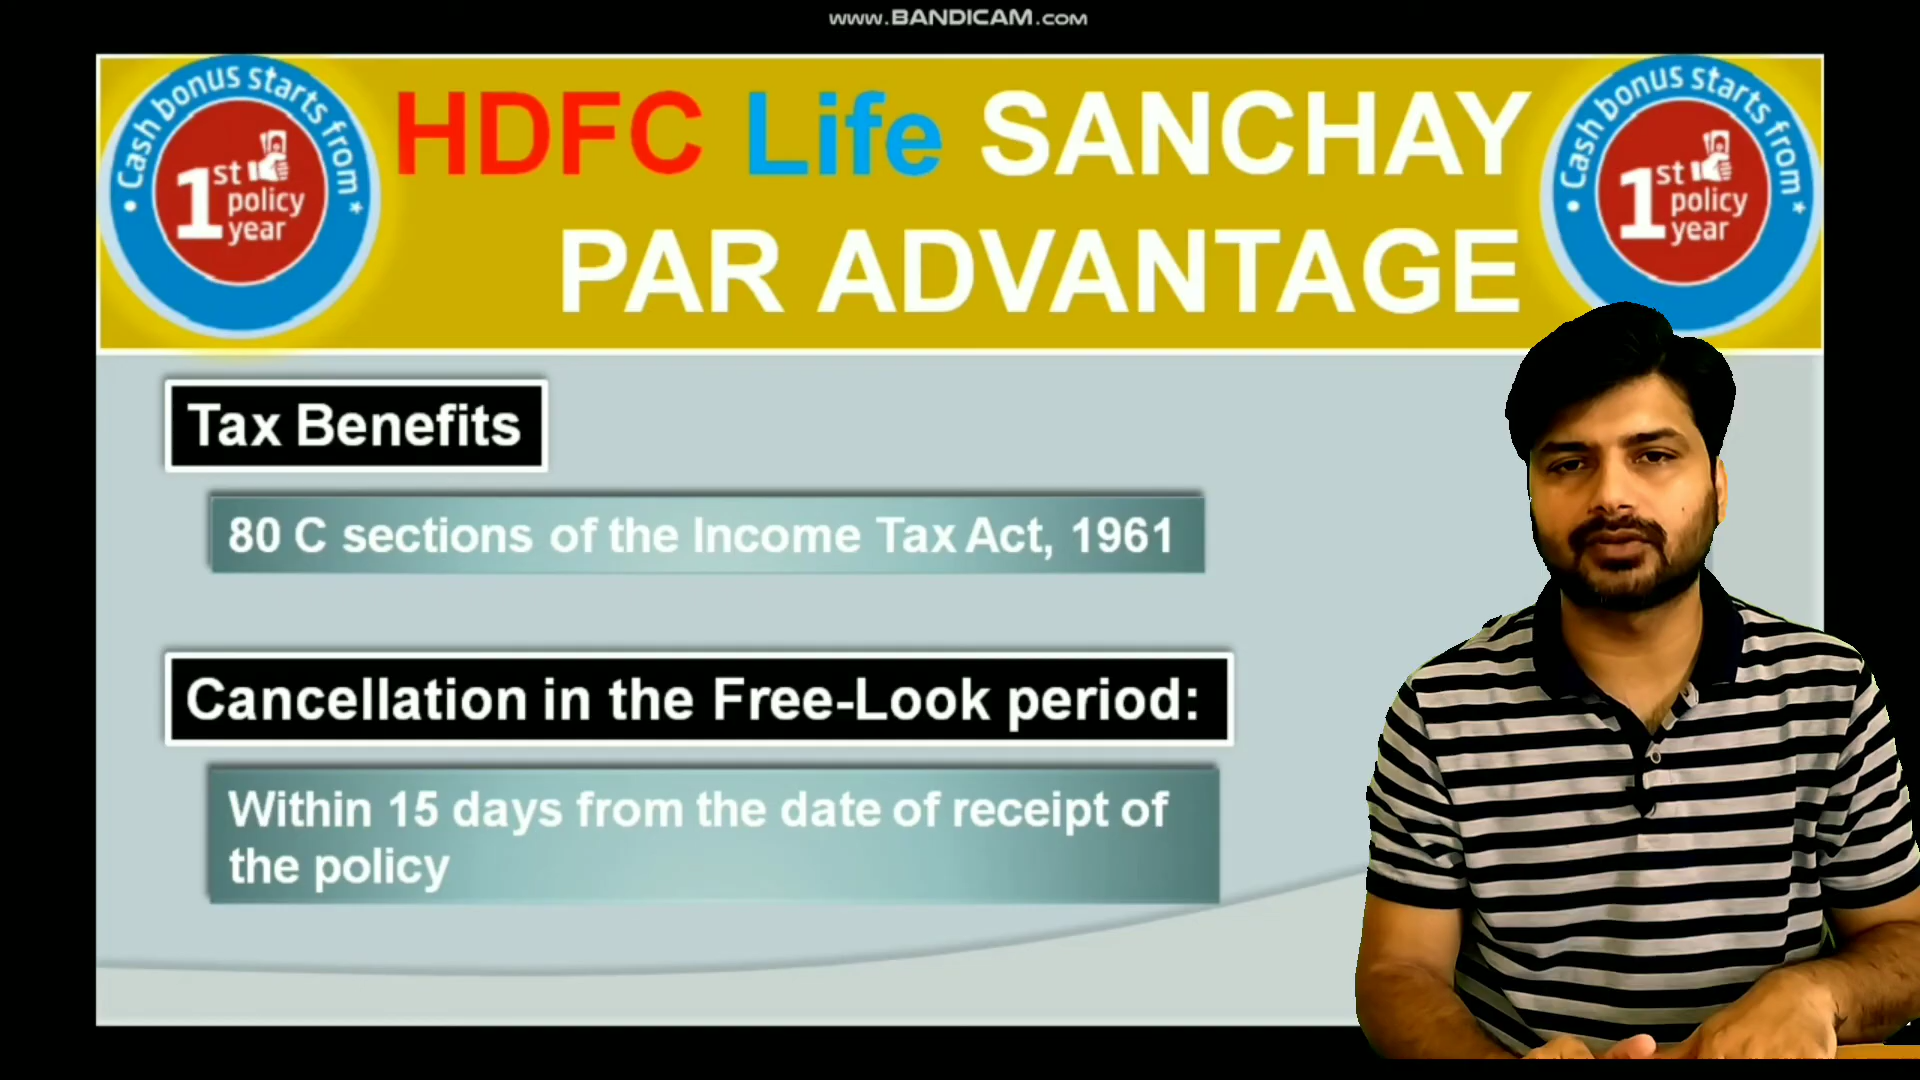 www.BANDICAM.com
Cash bonus starts from
1st
policy
year
HDFC Life SANCHAY
PAR ADVANTAGE
Cash bonus starts from
1st
policy
year
Tax Benefits
80 C sections of the Income Tax Act, 1961
Cancellation in the Free-Look period:
Within 15 days from the date of receipt of
the policy